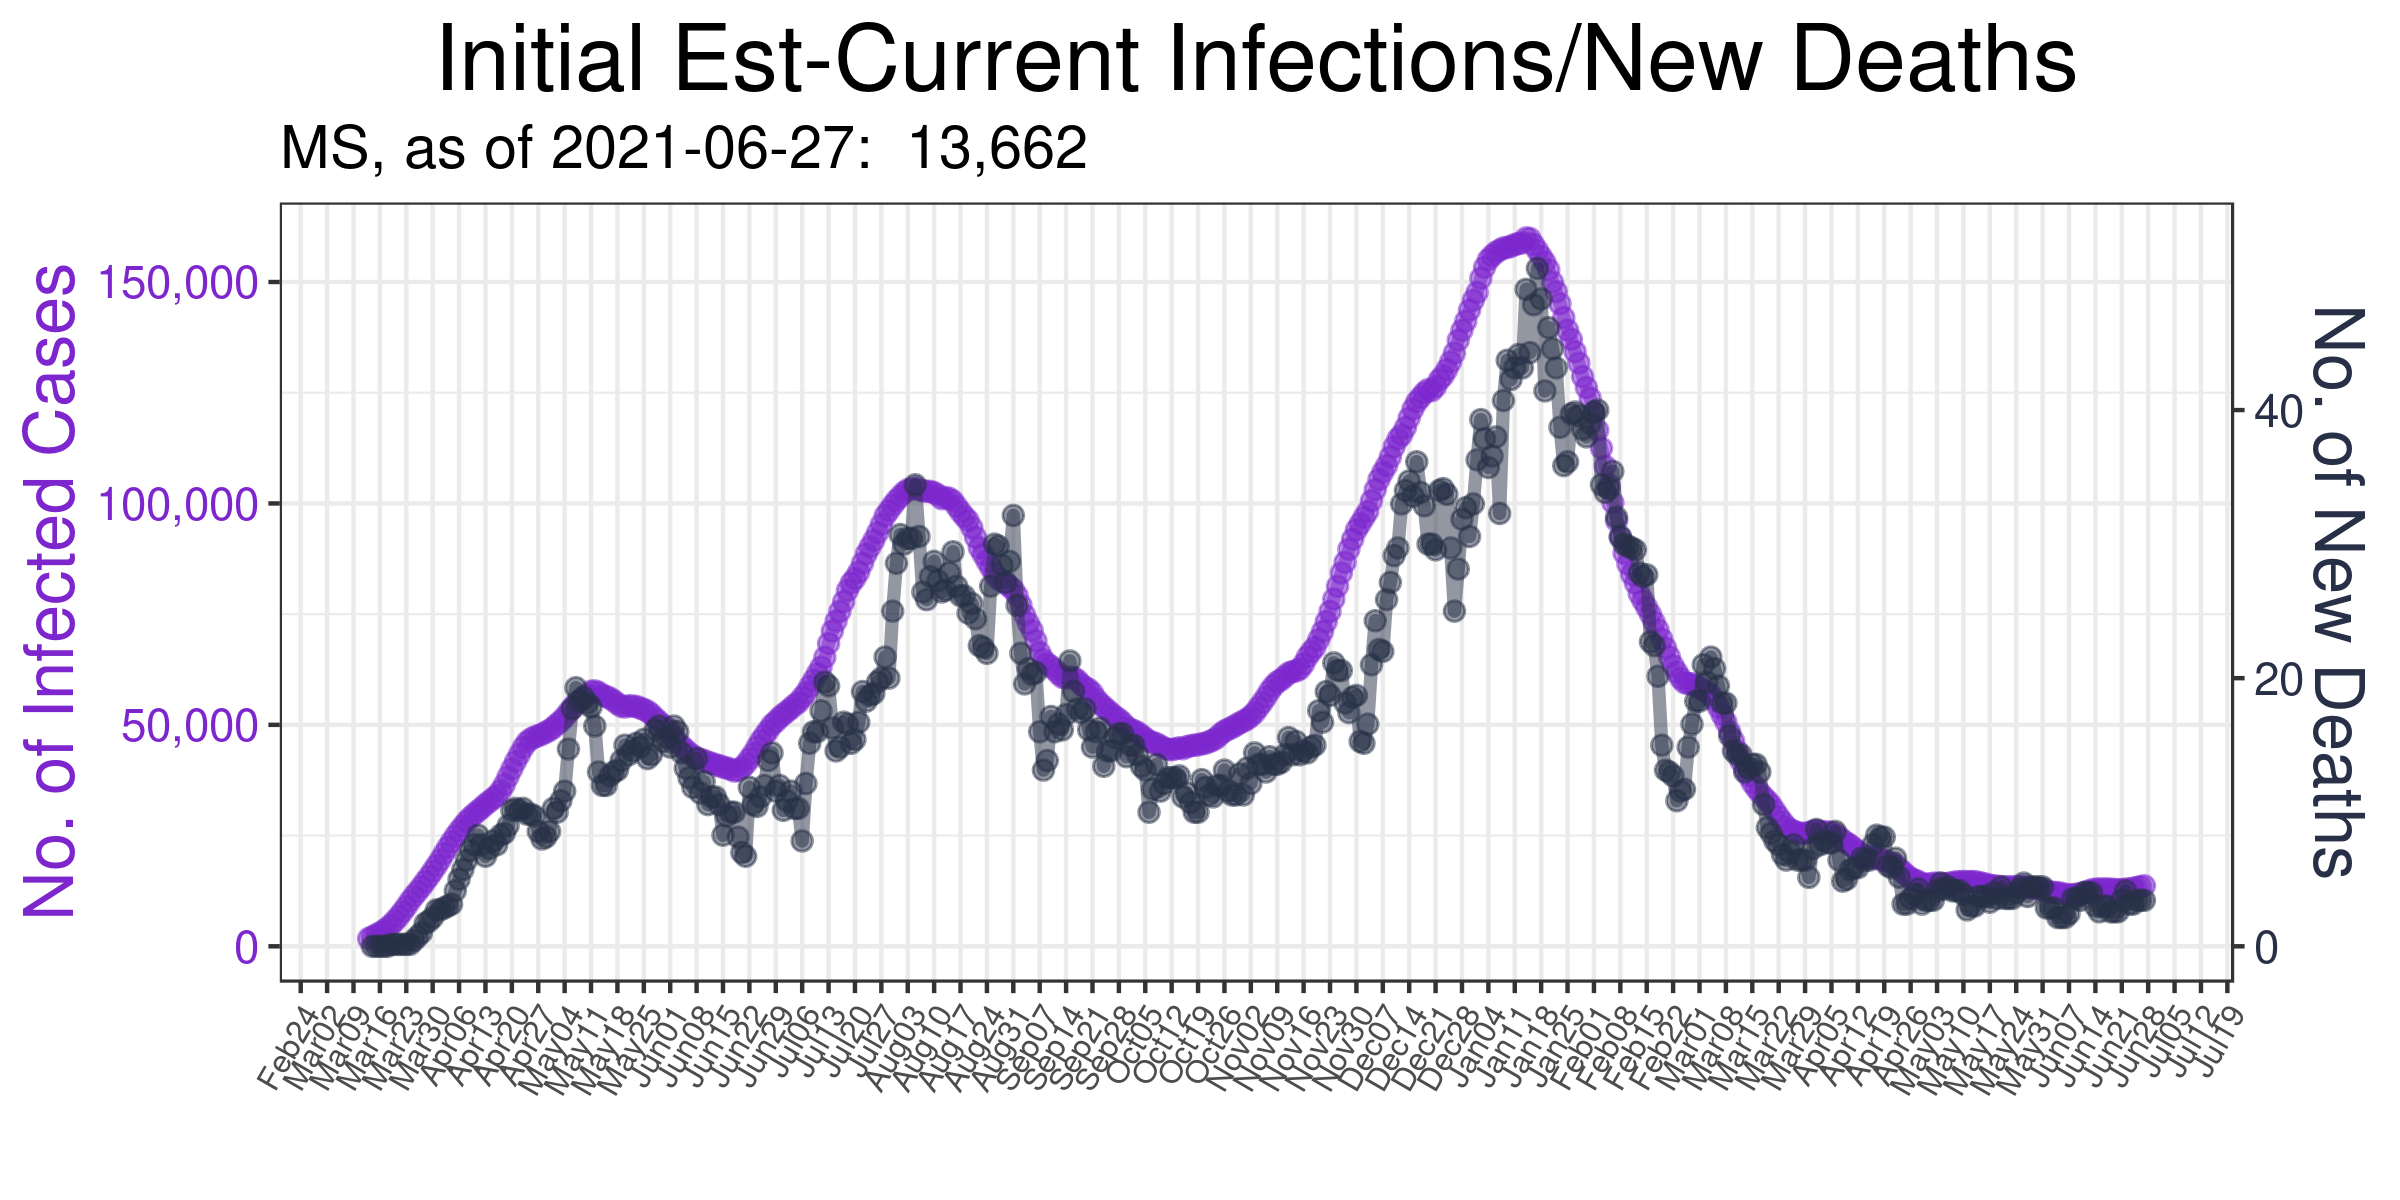 Initial Est-Current Infections/New Deaths
MS, as of 2021-06-27: 13,662
No. of Infected Cases
150,000
100,000
50,000
0
No. of New Deaths
40
20
0
Feb24
Mar02
Mar09
Mar16
Mar23
Mar30
Apr06
Apr13
Apr20
Apr27
May04
May11
May18
May25
Jun01
Jun08
Jun15
Jun22
Jun29
Jul06
Jul13
Jul20
Jul27
Aug03
Aug10
Aug17
Aug24
Aug31
Sep07
Sep14
Sep21
Sep28
Oct05
Oct12
Oct19
Oct26
Nov02
Nov09
Nov16
Nov23
Nov30
Dec07
Dec14
Dec21
Dec28
Jan04
Jan11
Jan18
Jan25
Feb01
Feb08
Feb15
Feb22
Mar01
Mar08
Mar15
Mar22
Mar29
Apr05
Apr12
Apr19
Apr26
May03
May10
May17
May24
May31
Jun07
Jun14
Jun21
Jun28
Jul05
Jul12
Jul19